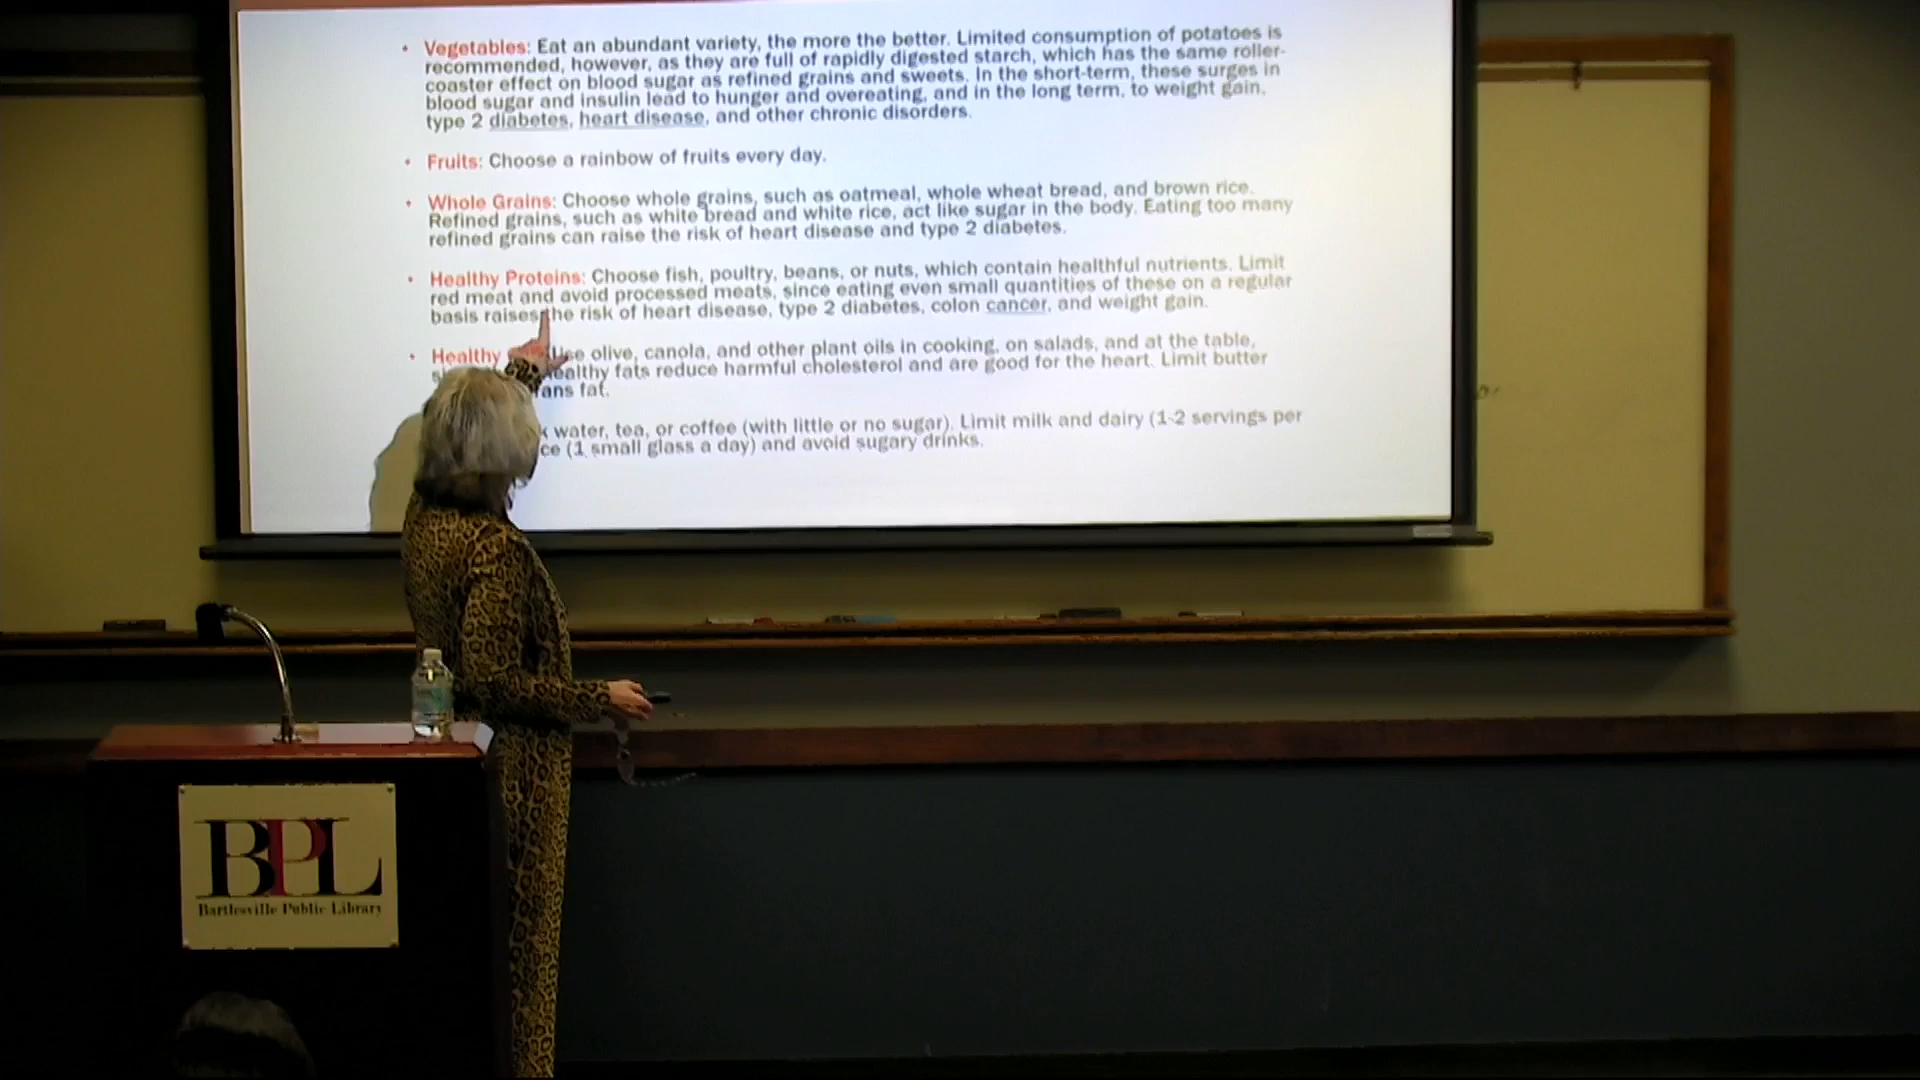 • Vegetables: Eat an abundant variety, the more the better. Limited consumption of potatoes is
recommended, however, as they are full of rapidly digested starch, which has the same roller-
coaster effect on blood sugar as refined grains and sweets. In the short-term, these surges in
blood sugar and insulin lead to hunger and overeating, and in the long term, to weight gain,
type 2 diabetes, heart disease, and other chronic disorders.
• Fruits: Choose a rainbow of fruits every day.
• Whole Grains: Choose whole grains, such as oatmeal, whole wheat bread, and brown rice.
Refined grains, such as white bread and white rice, act like sugar in the body. Eating too many
refined grains can raise the risk of heart disease and type 2 diabetes.
• Healthy Proteins: Choose fish, poultry, beans, or nuts, which contain healthful nutrients. Limit
red meat and avoid processed meats, since eating even small quantities of these on a regular
basis raises the risk of heart disease, type 2 diabetes, colon cancer, and weight gain.
• Healthy Use olive, canola, and other plant oils in cooking, on salads, and at the table,
healthy fats reduce harmful cholesterol and are good for the heart. Limit butter
trans fat.
water, tea, or coffee (with little or no sugar). Limit milk and dairy (1-2 servings per
(1 small glass a day) and avoid sugary drinks.
BPL
Bartlesville Public Library